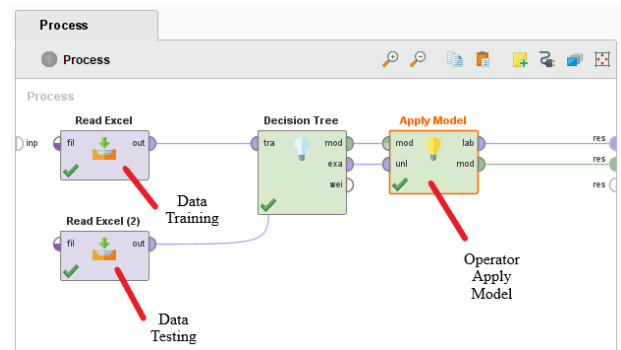 Process
Process
Process
Read Excel
Decision Tree
Apply Model
inp
fil
out
tra
mod
exa
wei
mod
unl
lab
mod
res
res
res
Data
Training
Read Excel (2)
fil
out
Data
Testing
Operator
Apply
Model